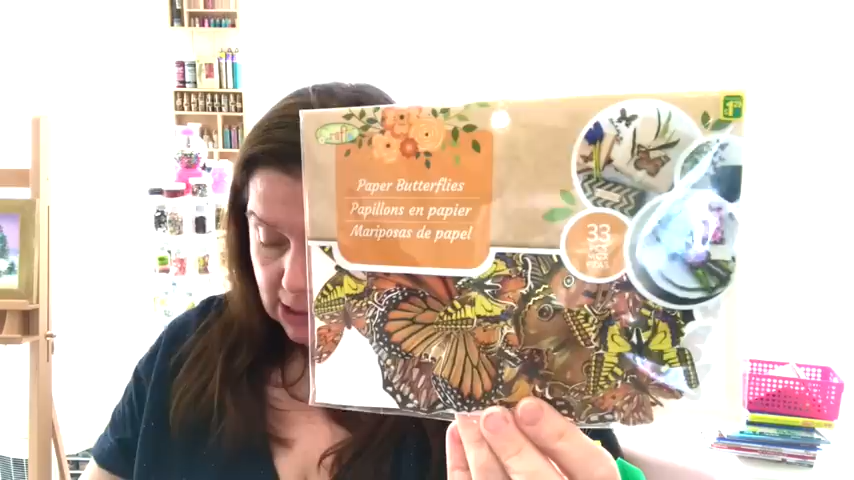 Paper Butterflies
Papillons en papier
Mariposas de papel
33